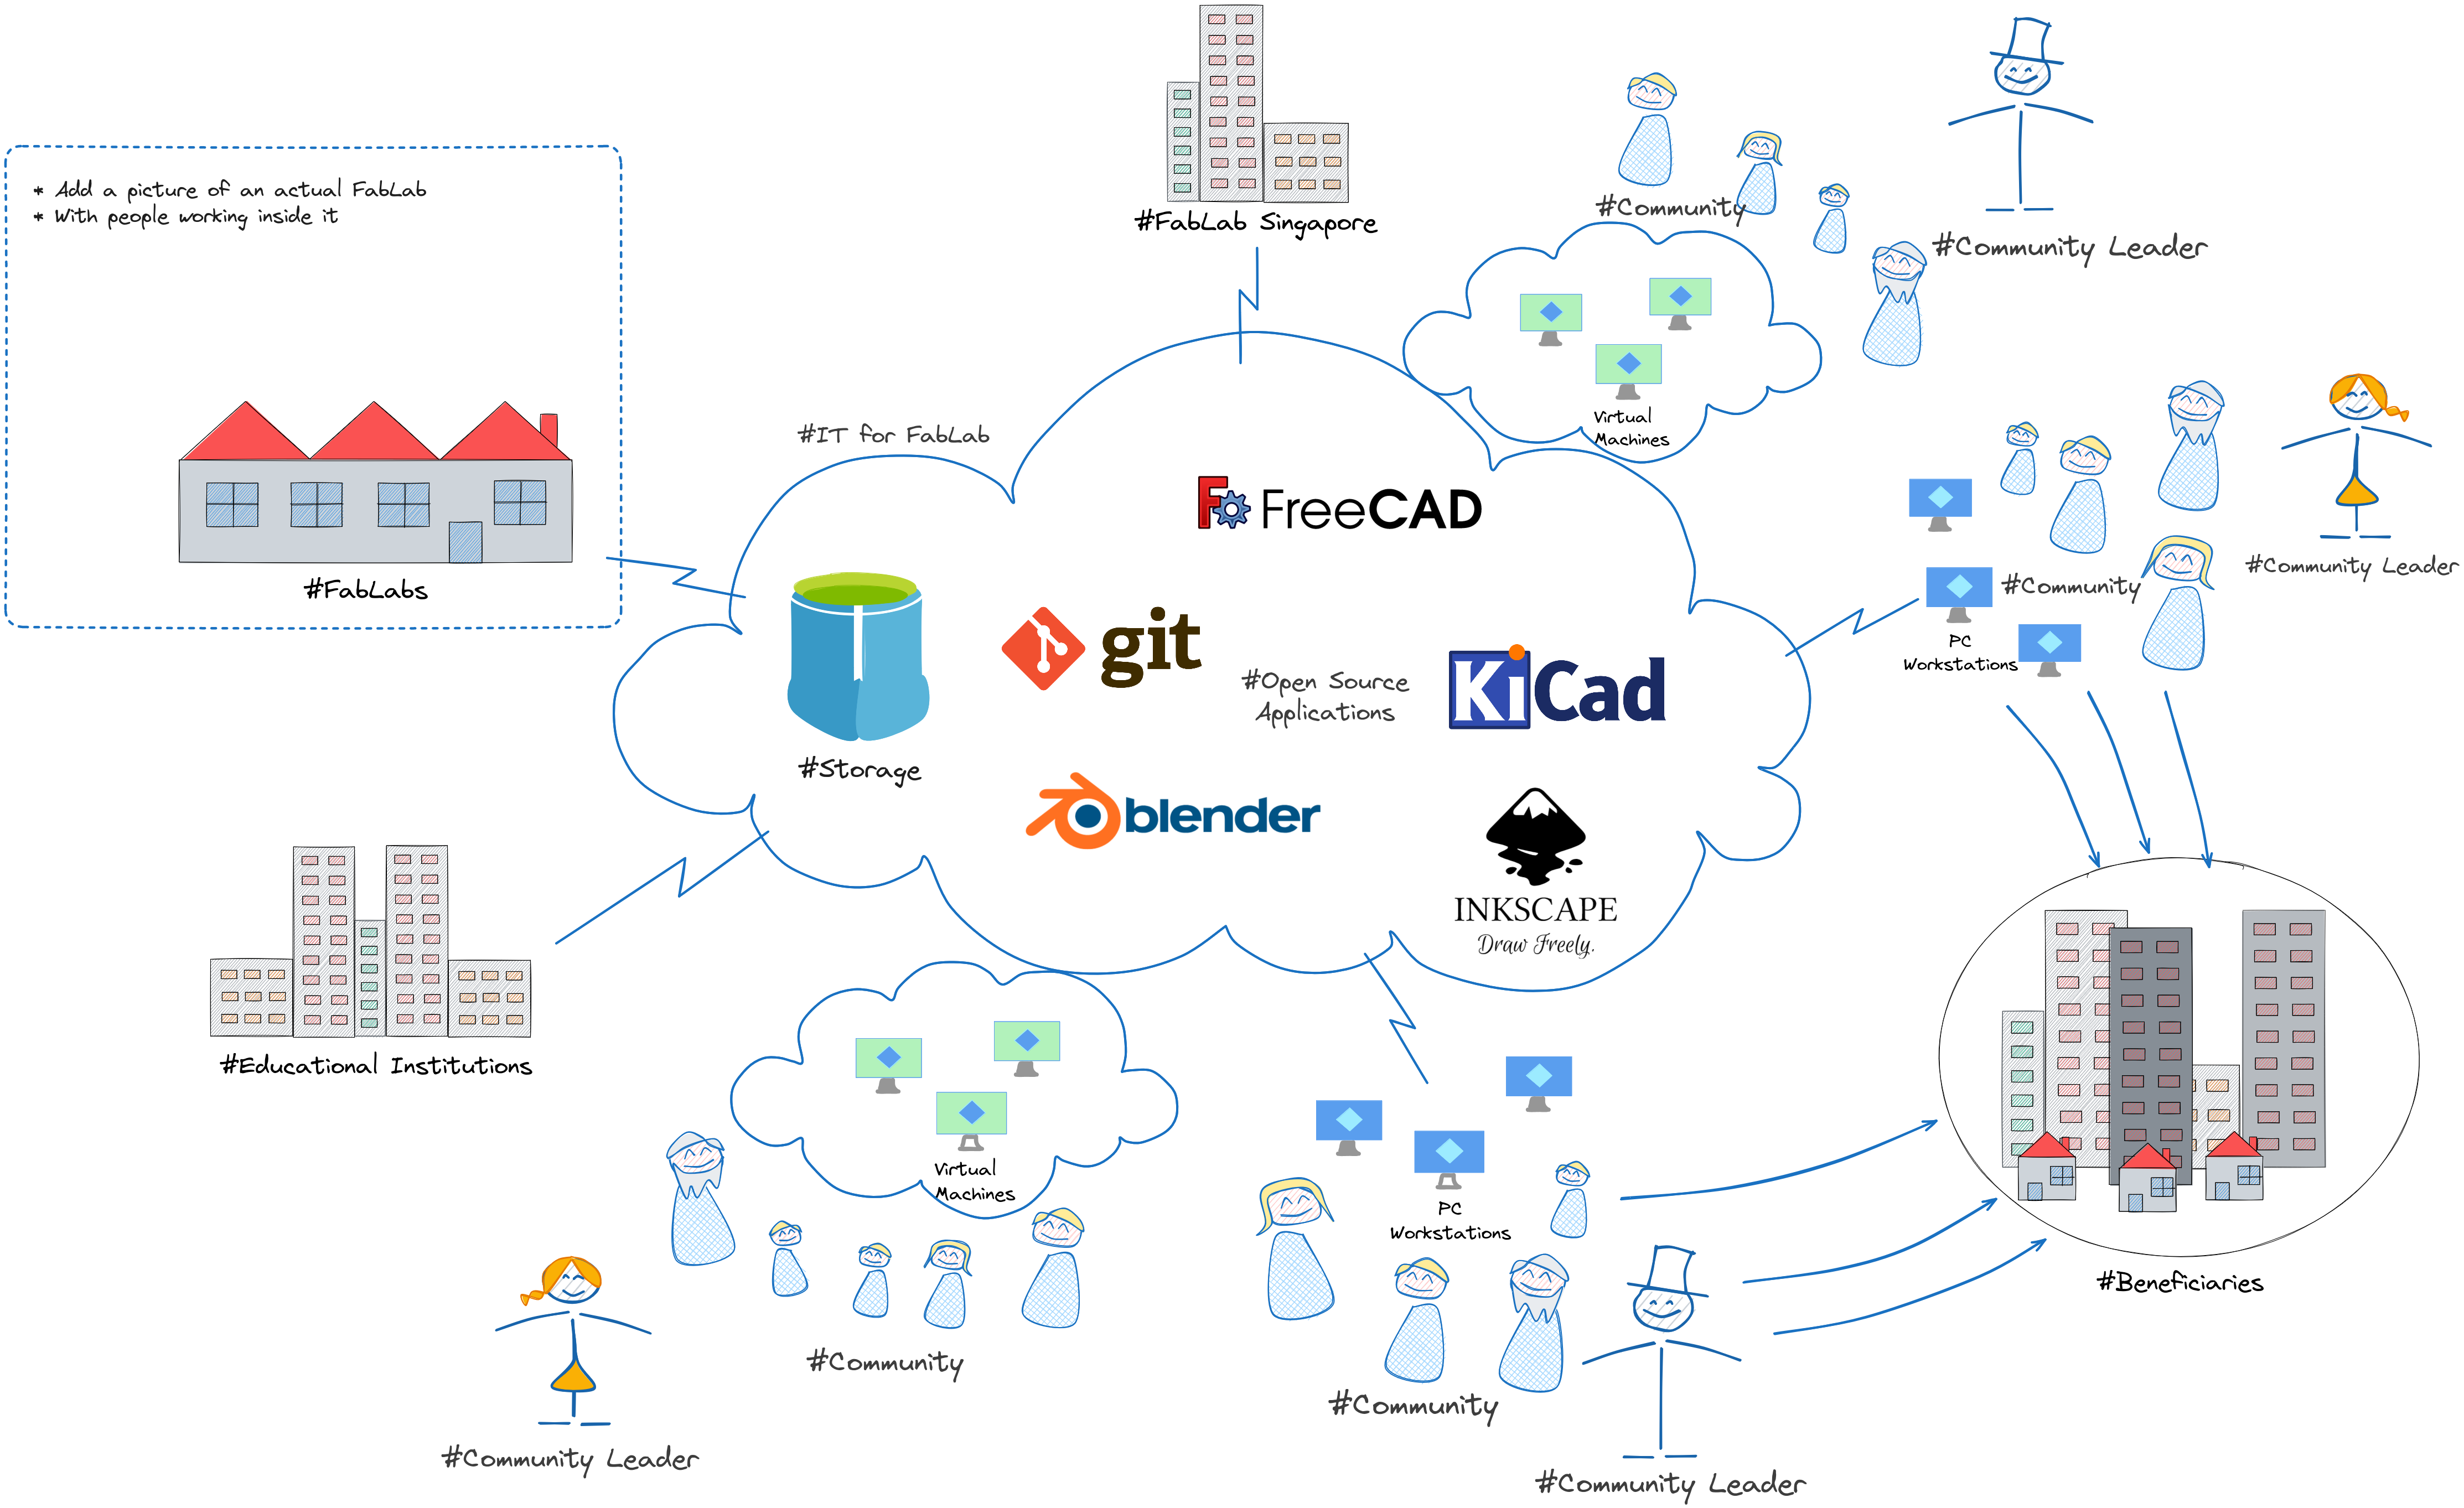 * Add a picture of an actual FabLab
* With people working inside it
#FabLabs
#FabLab Singapore
#Community
#Community Leader
Virtual
Machines
#IT for FabLab
FreeCAD
git
#Open Source
Applications
KiCad
#Storage
blender
INKSCAPE
Draw Freely.
#Community
#Community Leader
PC
Workstations
#Educational Institutions
Virtual
Machines
#Community
#Community Leader
PC
Workstations
#Community
#Community Leader
#Beneficiaries